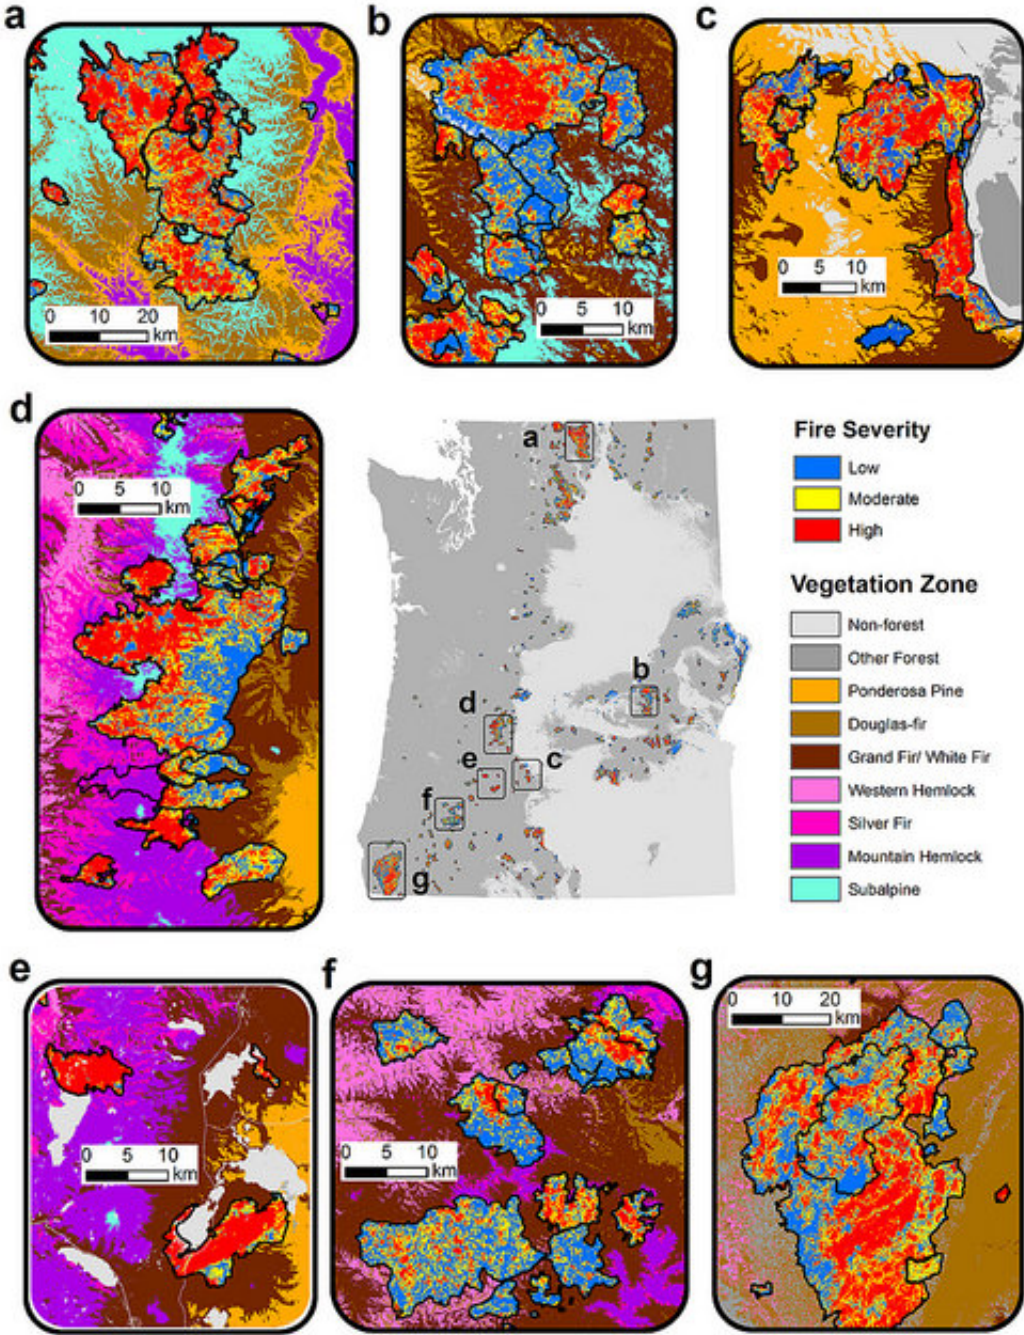 a
b
c
0 10 20 km
0 5 10 km
0 5 10 km
d
0 5 10 km
a
b
d
e
c
f
g
Fire Severity
Low
Moderate
High
Vegetation Zone
Non-forest
Other Forest
Ponderosa Pine
Douglas-fir
Grand Fir/ White Fir
Western Hemlock
Silver Fir
Mountain Hemlock
Subalpine
e
f
g
0 5 10 km
0 5 10 km
0 10 20 km